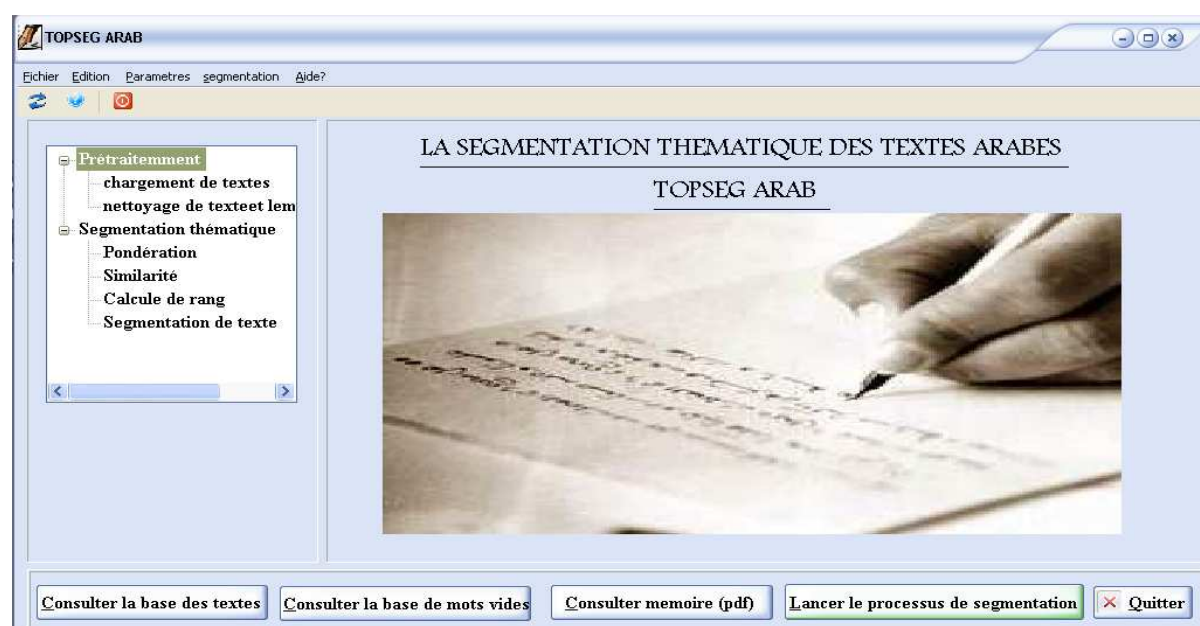 TOPSEG ARAB
Fichier Edition Parametres segmentation Aide?
Prétraitemment
chargement de textes
nettoyage de texteet lem
Segmentation thématique
Pondération
Similarité
Calcule de rang
Segmentation de texte
LA SEGMENTATION THEMATIQUE DES TEXTES ARABES
TOPSEG ARAB
Consulter la base des textes
Consulter la base de mots vides
Consulter memoire (pdf)
Lancer le processus de segmentation
Quitter